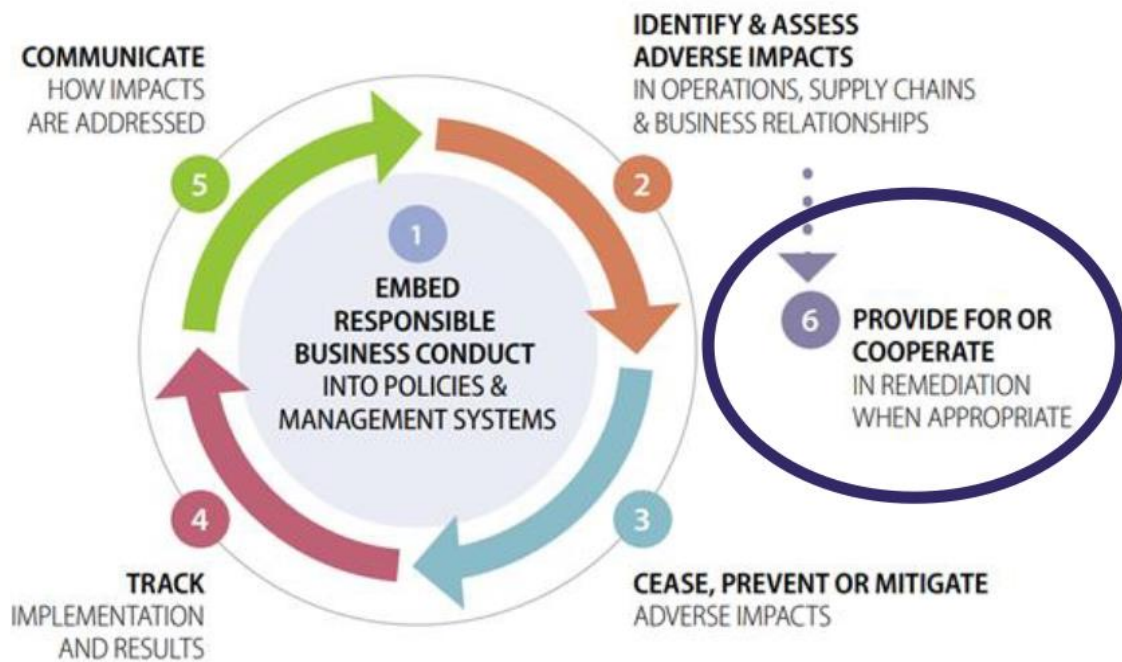 1
EMBED
RESPONSIBLE
BUSINESS CONDUCT
INTO POLICIES &
MANAGEMENT SYSTEMS
2
IDENTIFY & ASSESS
ADVERSE IMPACTS
IN OPERATIONS, SUPPLY CHAINS
& BUSINESS RELATIONSHIPS
3
CEASE, PREVENT OR MITIGATE
ADVERSE IMPACTS
4
TRACK
IMPLEMENTATION
AND RESULTS
5
COMMUNICATE
HOW IMPACTS
ARE ADDRESSED
6
PROVIDE FOR OR
COOPERATE
IN REMEDIATION
WHEN APPROPRIATE